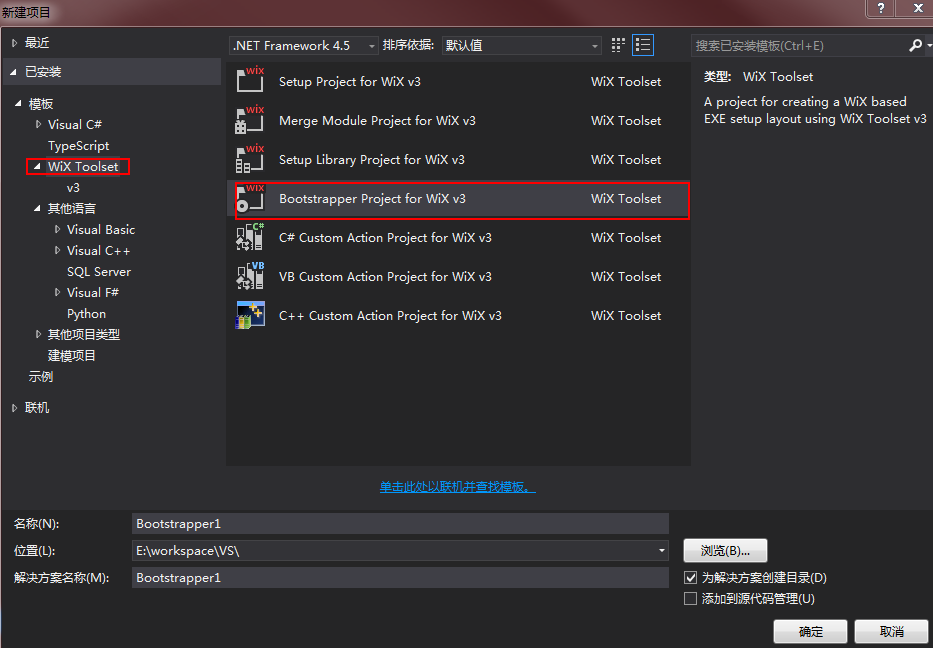 新建项目
?
最近
.NET Framework 4.5
排序依据:
默认值
搜索已安装模板(Ctrl+E)
已安装
模板
Visual C#
TypeScript
WiX Toolset
v3
其他语言
Visual Basic
Visual C++
SQL Server
Visual F#
Python
其他项目类型
建模项目
示例
联机
wix
Setup Project for WiX v3
WiX Toolset
wix
Merge Module Project for WiX v3
WiX Toolset
wix
Setup Library Project for WiX v3
WiX Toolset
wix
Bootstrapper Project for WiX v3
WiX Toolset
C#
C# Custom Action Project for WiX v3
WiX Toolset
VB
VB Custom Action Project for WiX v3
WiX Toolset
C++ Custom Action Project for WiX v3
WiX Toolset
类型: WiX Toolset
A project for creating a WiX based
EXE setup layout using WiX Toolset v3
单击此处以联机并查找模板。
名称(N):
Bootstrapper1
位置(L):
E:\workspace\VS\
浏览(B)...
解决方案名称(M):
Bootstrapper1
为解决方案创建目录(D)
添加到源代码管理(U)
确定
取消